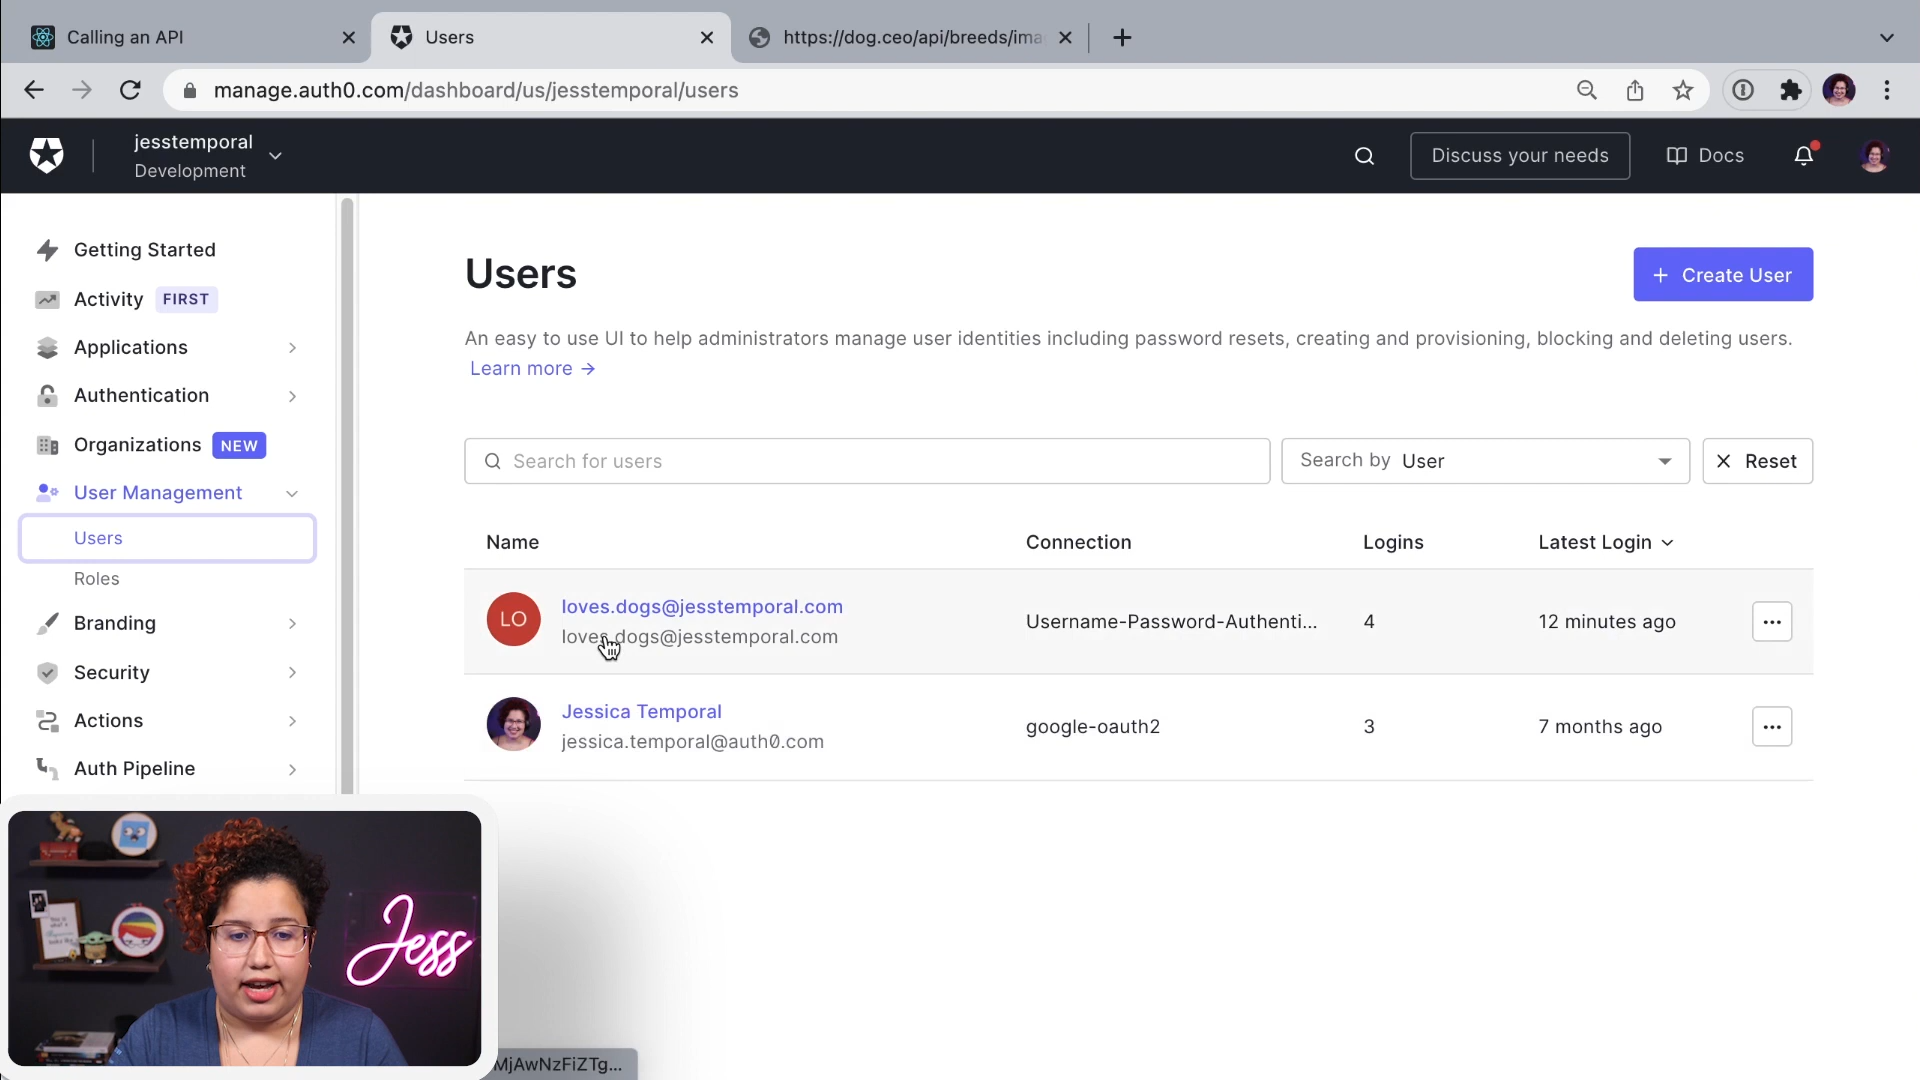 Calling an API
Users
https://dog.ceo/api/breeds/ima
manage.auth0.com/dashboard/us/jesstemporal/users
jesstemporal
Development
Discuss your needs
Docs
Getting Started
Activity FIRST
Applications
Authentication
Organizations NEW
User Management
Users
Roles
Branding
Security
Actions
Auth Pipeline
Users
+ Create User
An easy to use UI to help administrators manage user identities including password resets, creating and provisioning, blocking and deleting users.
Learn more →
Search for users
Search by User
Reset
Name Connection Logins Latest Login
LO
loves.dogs@jesstemporal.com
loves.dogs@jesstemporal.com
Username-Password-Authenti... 4 12 minutes ago
Jessica Temporal
jessica.temporal@auth0.com
google-oauth2 3 7 months ago
Jess
MjAwNzFiZTg...